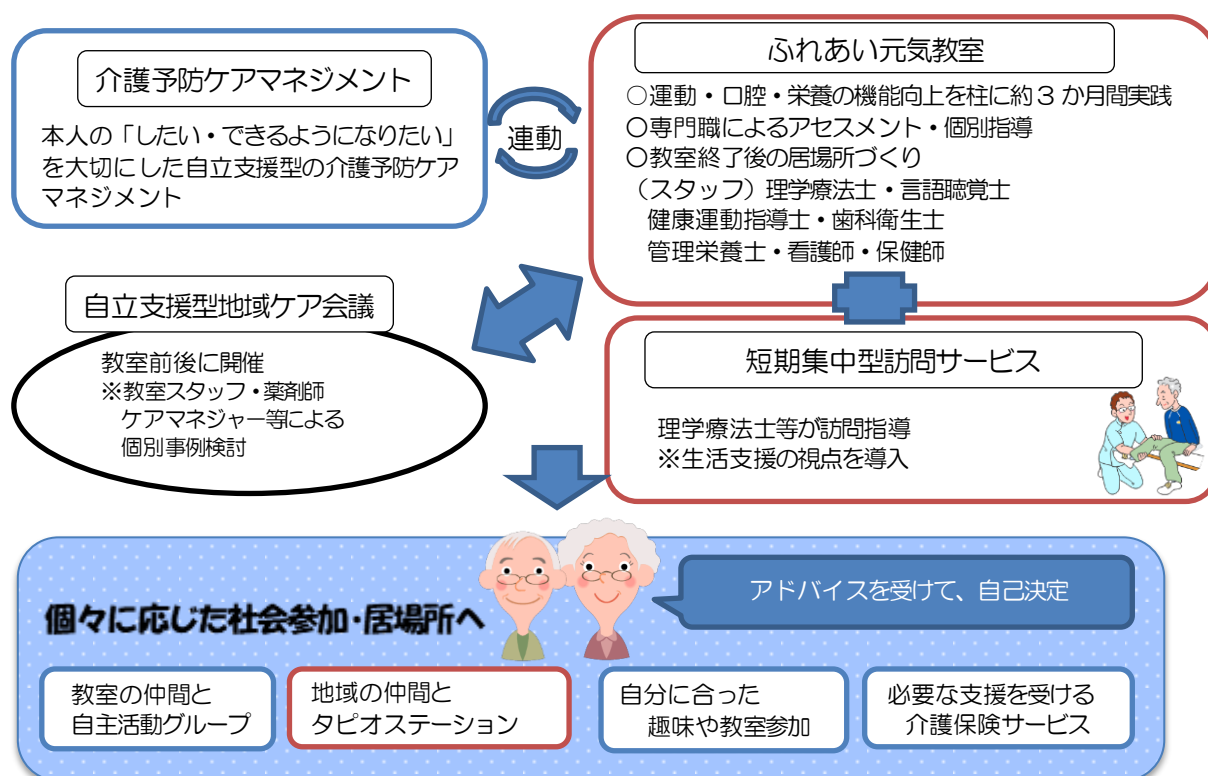 介護予防ケアマネジメント
本人の「したい・できるようになりたい」
を大切にした自立支援型の介護予防ケア
マネジメント
連動
ふれあい元気教室
○運動・口腔・栄養の機能向上を柱に約3か月間実践
○専門職によるアセスメント・個別指導
○教室終了後の居場所づくり
（スタッフ）理学療法士・言語聴覚士
健康運動指導士・歯科衛生士
管理栄養士・看護師・保健師
自立支援型地域ケア会議
教室前後に開催
※教室スタッフ・薬剤師
ケアマネジャー等による
個別事例検討
短期集中型訪問サービス
理学療法士等が訪問指導
※生活支援の視点を導入
アドバイスを受けて、自己決定
個々に応じた社会参加・居場所へ
教室の仲間と
自主活動グループ
地域の仲間と
タピオステーション
自分に合った
趣味や教室参加
必要な支援を受ける
介護保険サービス